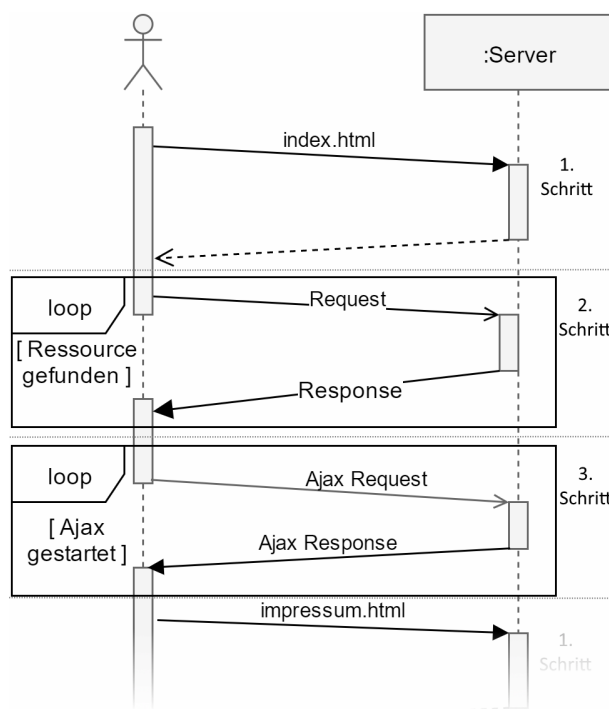 :Server
index.html
1.
Schritt
loop
Request
2.
Schritt
[ Ressource
gefunden ]
Response
loop
Ajax Request
3.
Schritt
[ Ajax
gestartet ]
Ajax Response
impressum.html
1.
Schritt